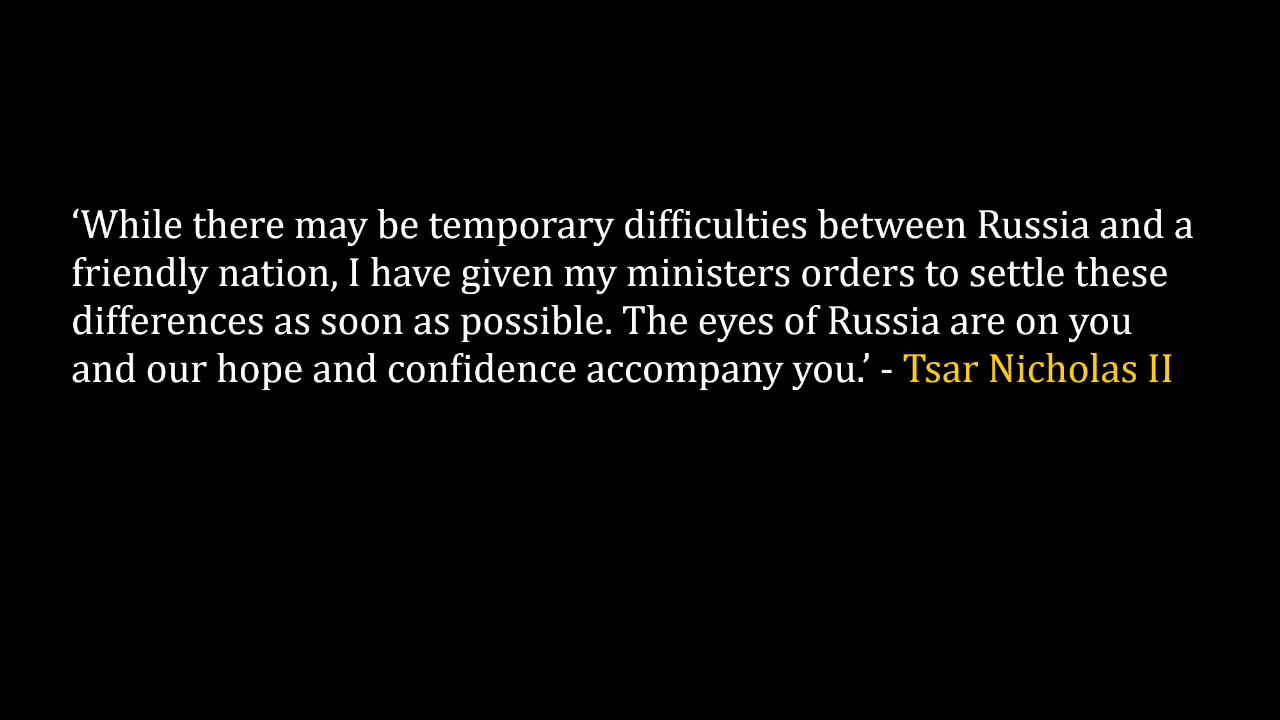 ‘While there may be temporary difficulties between Russia and a
friendly nation, I have given my ministers orders to settle these
differences as soon as possible. The eyes of Russia are on you
and our hope and confidence accompany you.’ - Tsar Nicholas II